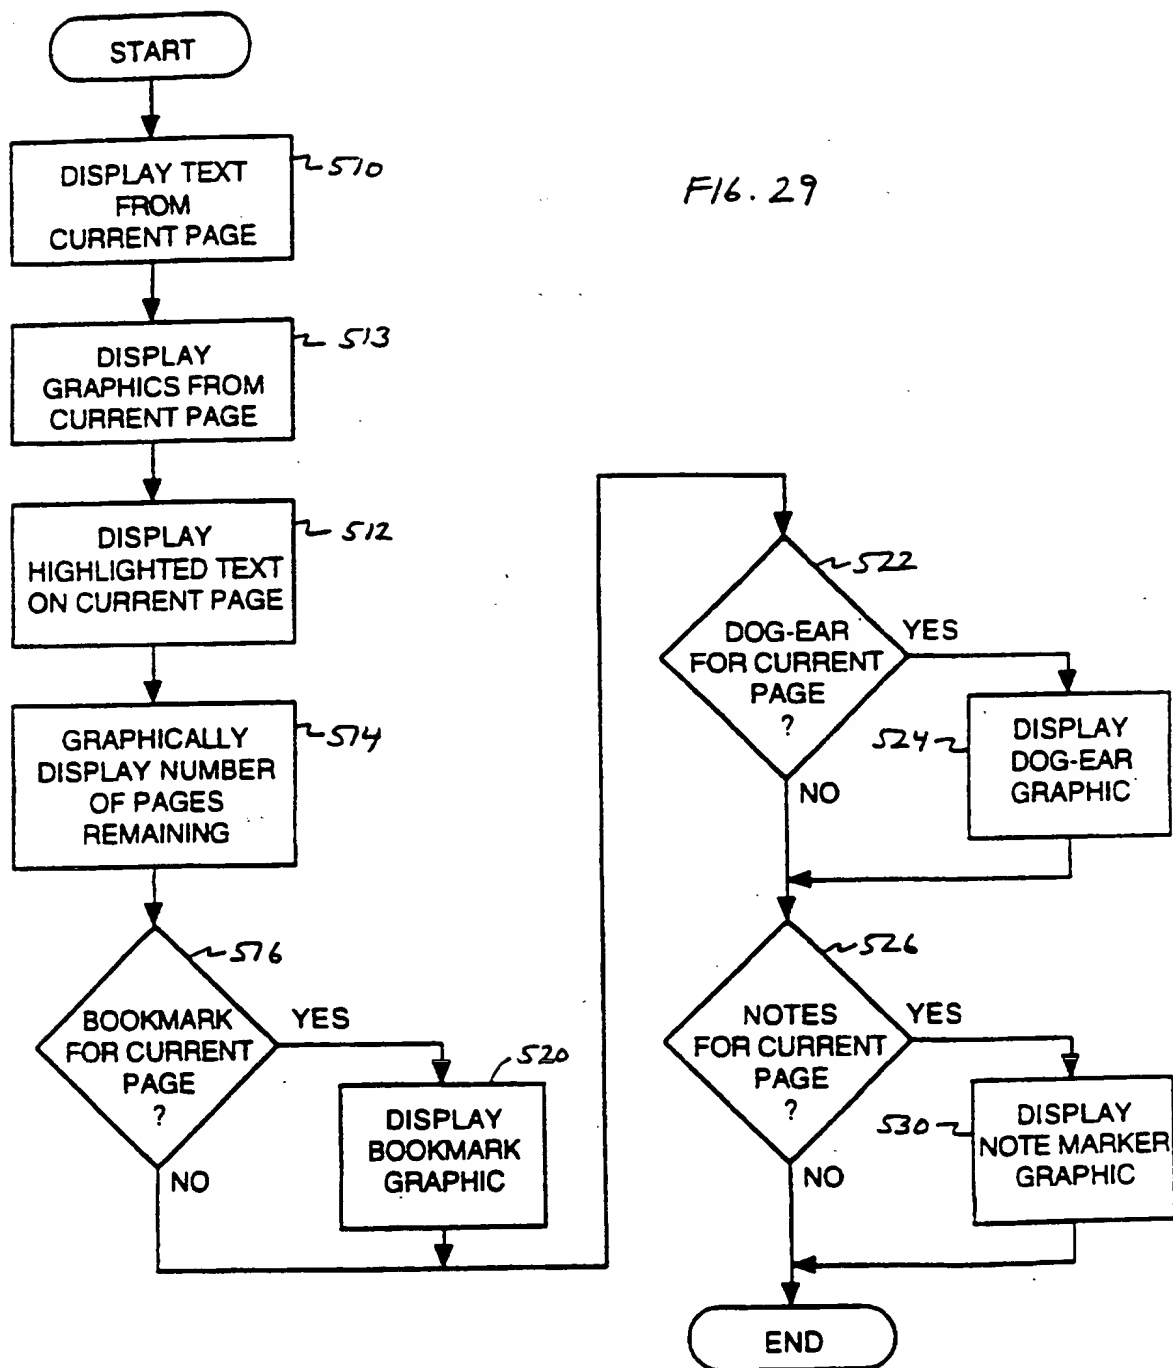 START
DISPLAY TEXT
FROM
CURRENT PAGE
510
FIG. 29
DISPLAY
GRAPHICS FROM
CURRENT PAGE
513
DISPLAY
HIGHLIGHTED TEXT
ON CURRENT PAGE
512
GRAPHICALLY
DISPLAY NUMBER
OF PAGES
REMAINING
514
BOOKMARK
FOR CURRENT
PAGE
?
516
YES
NO
520
DISPLAY
BOOKMARK
GRAPHIC
522
DOG-EAR
FOR CURRENT
PAGE
?
YES
NO
524
DISPLAY
DOG-EAR
GRAPHIC
526
NOTES
FOR CURRENT
PAGE
?
YES
NO
530
DISPLAY
NOTE MARKER
GRAPHIC
END